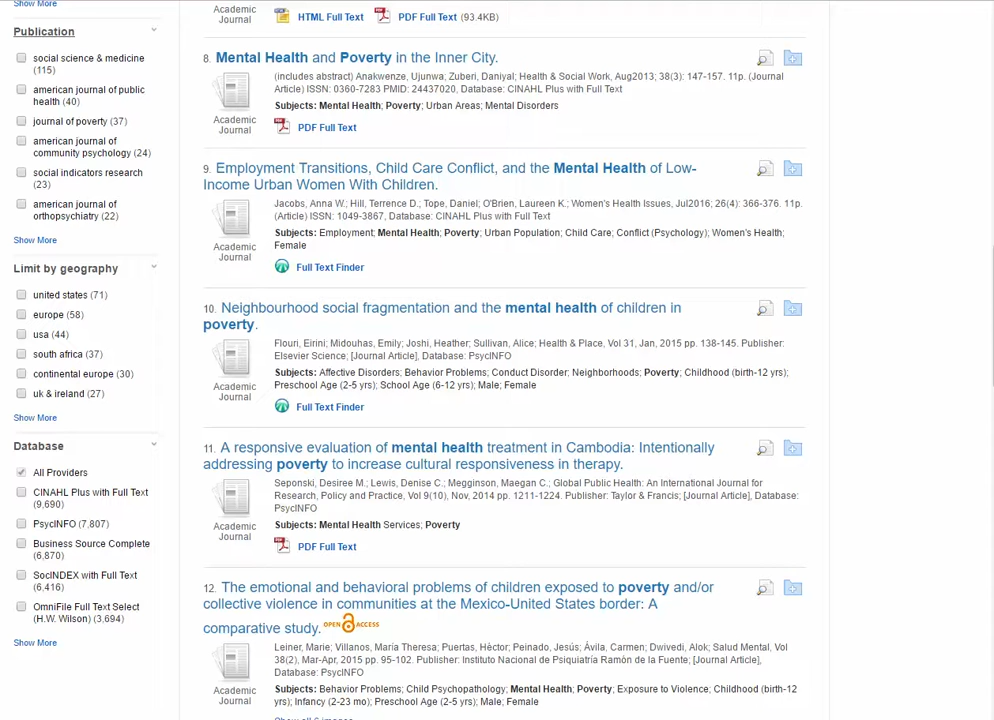 Show More
Publication
social science & medicine
(115)
american journal of public
health (40)
journal of poverty (37)
american journal of
community psychology (24)
social indicators research
(23)
american journal of
orthopsychiatry (22)
Show More
Limit by geography
united states (71)
europe (58)
usa (44)
south africa (37)
continental europe (30)
uk & ireland (27)
Show More
Database
All Providers
CINAHL Plus with Full Text
(9,690)
PsycINFO (7,807)
Business Source Complete
(6,870)
SocINDEX with Full Text
(6,416)
OmniFile Full Text Select
(H.W. Wilson) (3,694)
Show More
Academic
Journal
HTML Full Text PDF Full Text (93.4KB)
8. Mental Health and Poverty in the Inner City.
(includes abstract) Anakwenze, Ujunwa; Zuberi, Daniyal; Health & Social Work, Aug2013; 38(3): 147-157. 11p. (Journal
Article) ISSN: 0360-7283 PMID: 24437020, Database: CINAHL Plus with Full Text
Subjects: Mental Health; Poverty; Urban Areas; Mental Disorders
Academic
Journal
PDF Full Text
9. Employment Transitions, Child Care Conflict, and the Mental Health of Low-
Income Urban Women With Children.
Jacobs, Anna W.; Hill, Terrence D.; Tope, Daniel; O'Brien, Laureen K.; Women's Health Issues, Jul2016; 26(4): 366-376. 11p.
(Article) ISSN: 1049-3867, Database: CINAHL Plus with Full Text
Subjects: Employment; Mental Health; Poverty; Urban Population; Child Care; Conflict (Psychology); Women's Health;
Female
Academic
Journal
Full Text Finder
10. Neighbourhood social fragmentation and the mental health of children in
poverty.
Flouri, Eirini; Midouhas, Emily; Joshi, Heather; Sullivan, Alice; Health & Place, Vol 31, Jan, 2015 pp. 138-145. Publisher:
Elsevier Science; [Journal Article], Database: PsycINFO
Subjects: Affective Disorders; Behavior Problems; Conduct Disorder; Neighborhoods; Poverty; Childhood (birth-12 yrs);
Preschool Age (2-5 yrs); School Age (6-12 yrs); Male; Female
Academic
Journal
Full Text Finder
11. A responsive evaluation of mental health treatment in Cambodia: Intentionally
addressing poverty to increase cultural responsiveness in therapy.
Seponski, Desiree M.; Lewis, Denise C.; Megginson, Maegan C.; Global Public Health: An International Journal for
Research, Policy and Practice, Vol 9(10), Nov, 2014 pp. 1211-1224. Publisher: Taylor & Francis; [Journal Article], Database:
PsycINFO
Subjects: Mental Health Services; Poverty
Academic
Journal
PDF Full Text
12. The emotional and behavioral problems of children exposed to poverty and/or
collective violence in communities at the Mexico-United States border: A
comparative study. OPEN ACCESS
Leiner, Marie; Villanos, María Theresa; Puertas, Héctor; Peinado, Jesús; Ávila, Carmen; Dwivedi, Alok; Salud Mental, Vol
38(2), Mar-Apr, 2015 pp. 95-102. Publisher: Instituto Nacional de Psiquiatría Ramón de la Fuente; [Journal Article],
Database: PsycINFO
Subjects: Behavior Problems; Child Psychopathology; Mental Health; Poverty; Exposure to Violence; Childhood (birth-12
yrs); Infancy (2-23 mo); Preschool Age (2-5 yrs); Male; Female
Academic
Journal
Show all 6 images